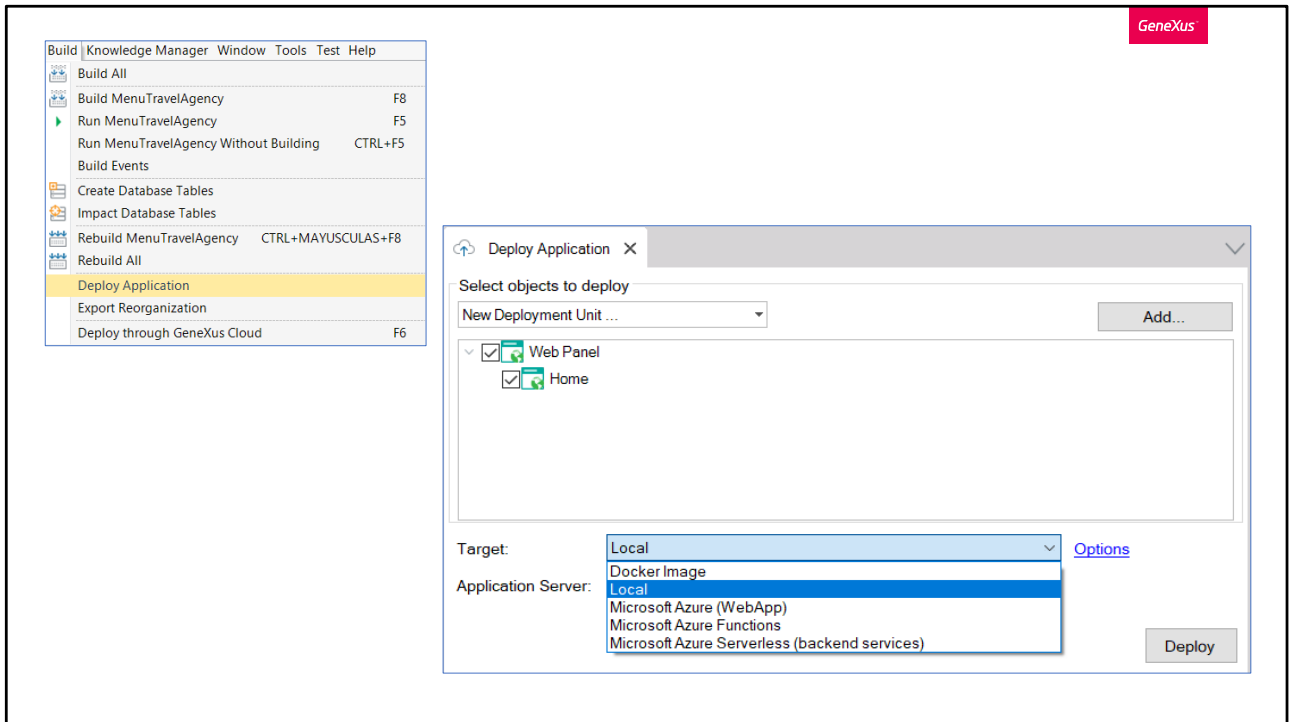 GeneXus
Build Knowledge Manager Window Tools Test Help
Build All
Build MenuTravelAgency F8
Run MenuTravelAgency F5
Run MenuTravelAgency Without Building CTRL+F5
Build Events
Create Database Tables
Impact Database Tables
Rebuild MenuTravelAgency CTRL+MAYUSCULAS+F8
Rebuild All
Deploy Application
Export Reorganization
Deploy through GeneXus Cloud F6
Deploy Application
Select objects to deploy
New Deployment Unit ...
Add...
Web Panel
Home
Target: Local Options
Docker Image
Application Server: Local
Microsoft Azure (WebApp)
Microsoft Azure Functions
Microsoft Azure Serverless (backend services)
Deploy